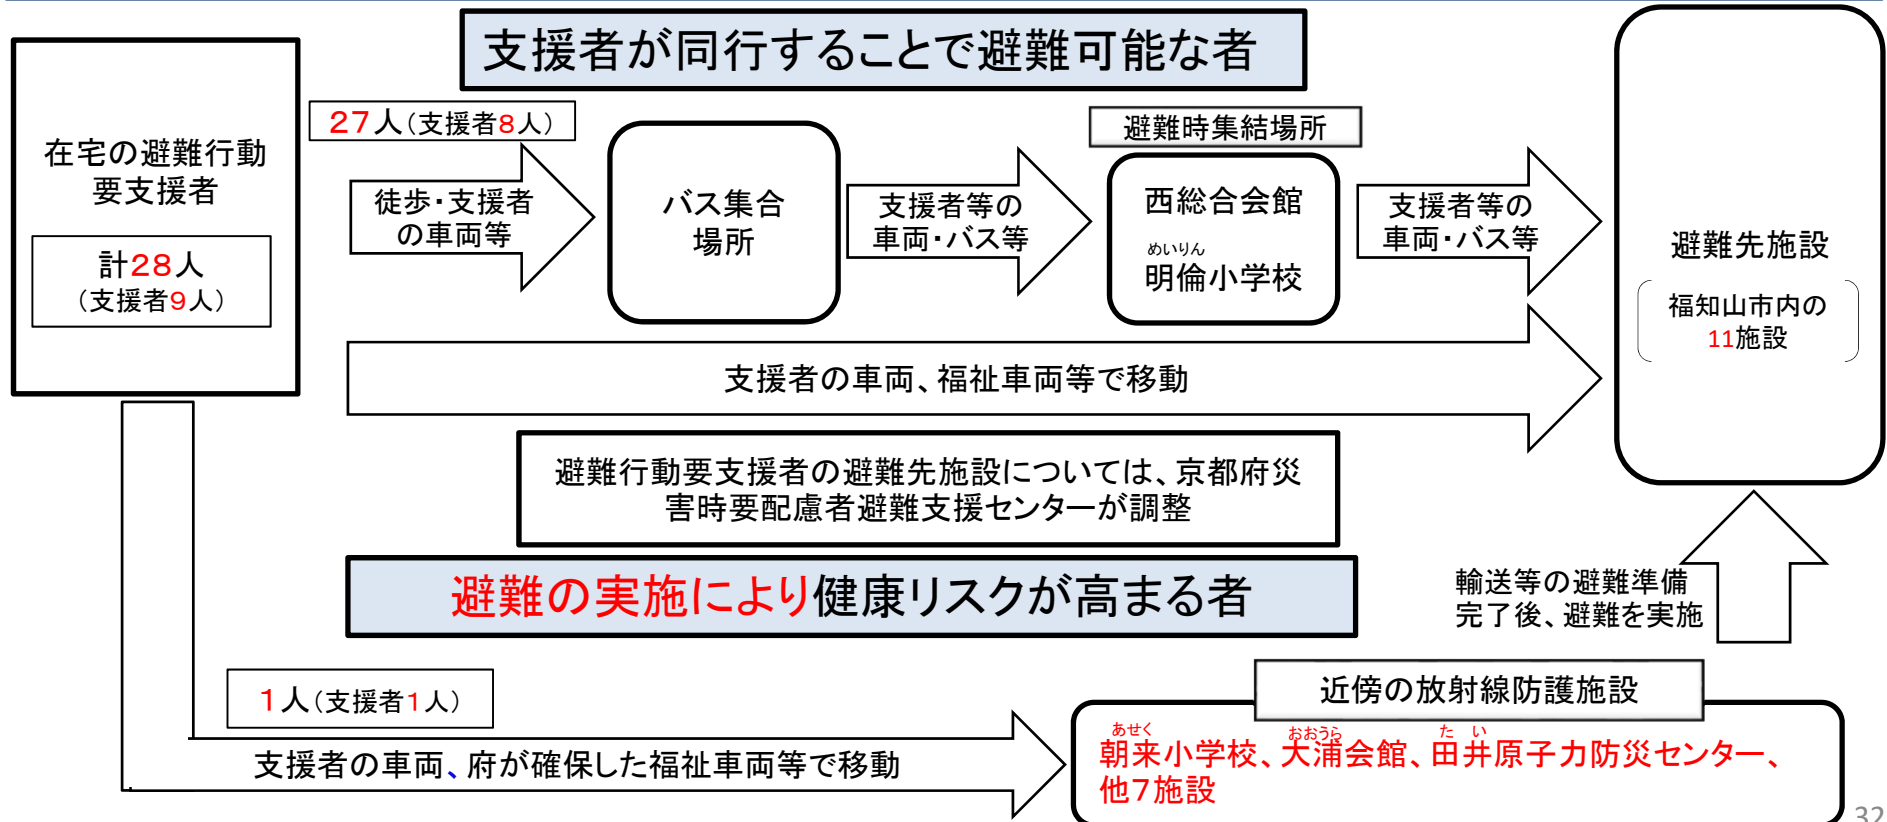 支援者が同行することで避難可能な者
在宅の避難行動
要支援者
計28人
（支援者9人）
27人（支援者8人）
徒歩・支援者
の車両等
バス集合
場所
支援者等の
車両・バス等
避難時集結場所
西総合会館
めいりん
明倫小学校
支援者等の
車両・バス等
避難先施設
福知山市内の
11施設
支援者の車両、福祉車両等で移動
避難行動要支援者の避難先施設については、京都府災
害時要配慮者避難支援センターが調整
避難の実施により健康リスクが高まる者
輸送等の避難準備
完了後、避難を実施
1人（支援者1人）
支援者の車両、府が確保した福祉車両等で移動
近傍の放射線防護施設
あせく おおうら たい
朝来小学校、大浦会館、田井原子力防災センター、
他7施設
32